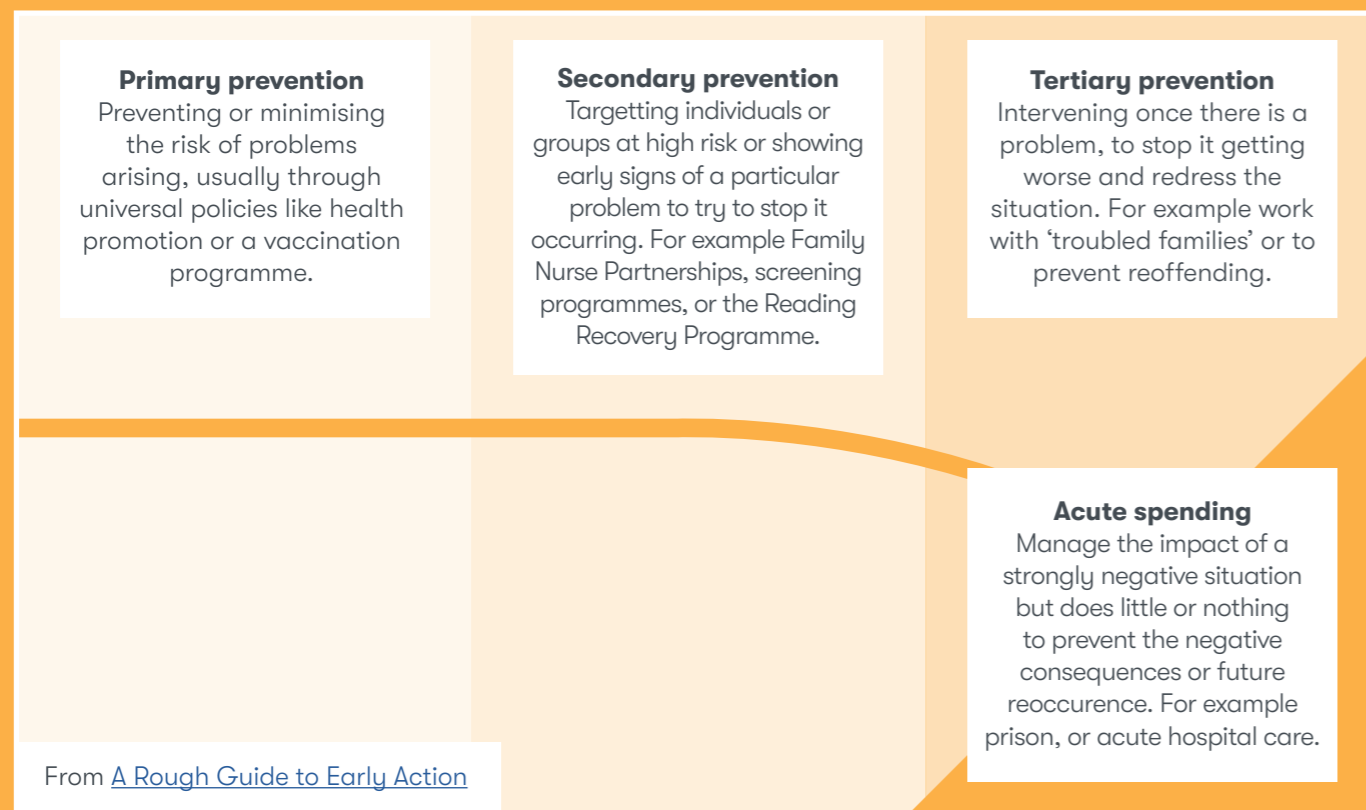 Primary prevention
Preventing or minimising
the risk of problems
arising, usually through
universal policies like health
promotion or a vaccination
programme.
Secondary prevention
Targetting individuals or
groups at high risk or showing
early signs of a particular
problem to try to stop it
occurring. For example Family
Nurse Partnerships, screening
programmes, or the Reading
Recovery Programme.
Tertiary prevention
Intervening once there is a
problem, to stop it getting
worse and redress the
situation. For example work
with ‘troubled families’ or to
prevent reoffending.
Acute spending
Manage the impact of a
strongly negative situation
but does little or nothing
to prevent the negative
consequences or future
reoccurence. For example
prison, or acute hospital care.
From A Rough Guide to Early Action